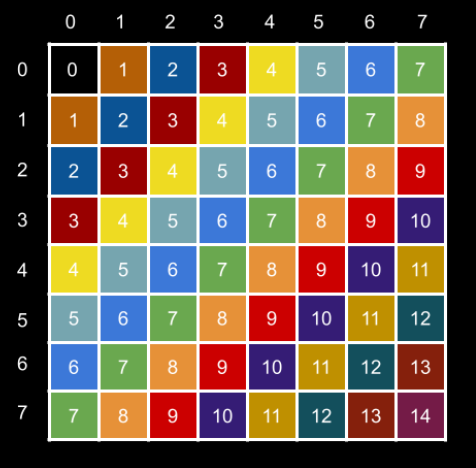 0 1 2 3 4 5 6 7
0 0 1 2 3 4 5 6 7
1 1 2 3 4 5 6 7 8
2 2 3 4 5 6 7 8 9
3 3 4 5 6 7 8 9 10
4 4 5 6 7 8 9 10 11
5 5 6 7 8 9 10 11 12
6 6 7 8 9 10 11 12 13
7 7 8 9 10 11 12 13 14